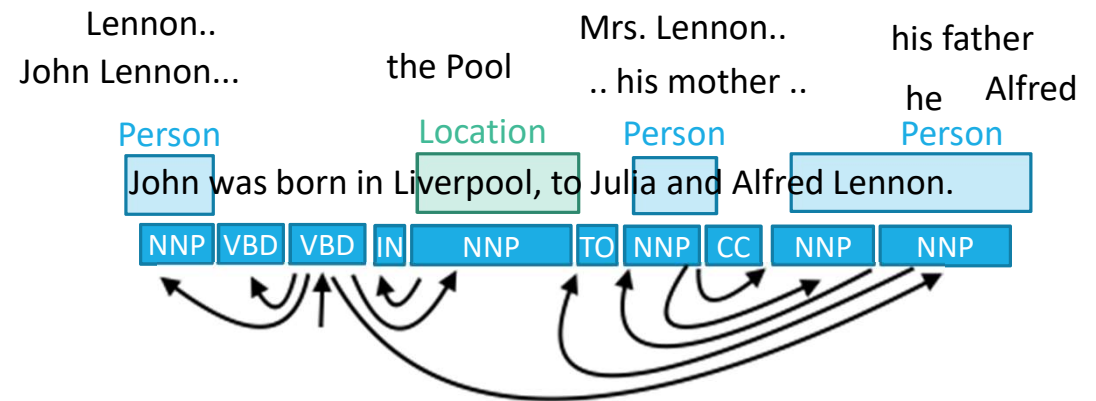 Lennon..
John Lennon...
the Pool
Mrs. Lennon..
.. his mother ..
his father
he
Alfred
Person
Location
Person
Person
John was born in Liverpool, to Julia and Alfred Lennon.
NNP VBD VBD IN NNP TO NNP CC NNP NNP